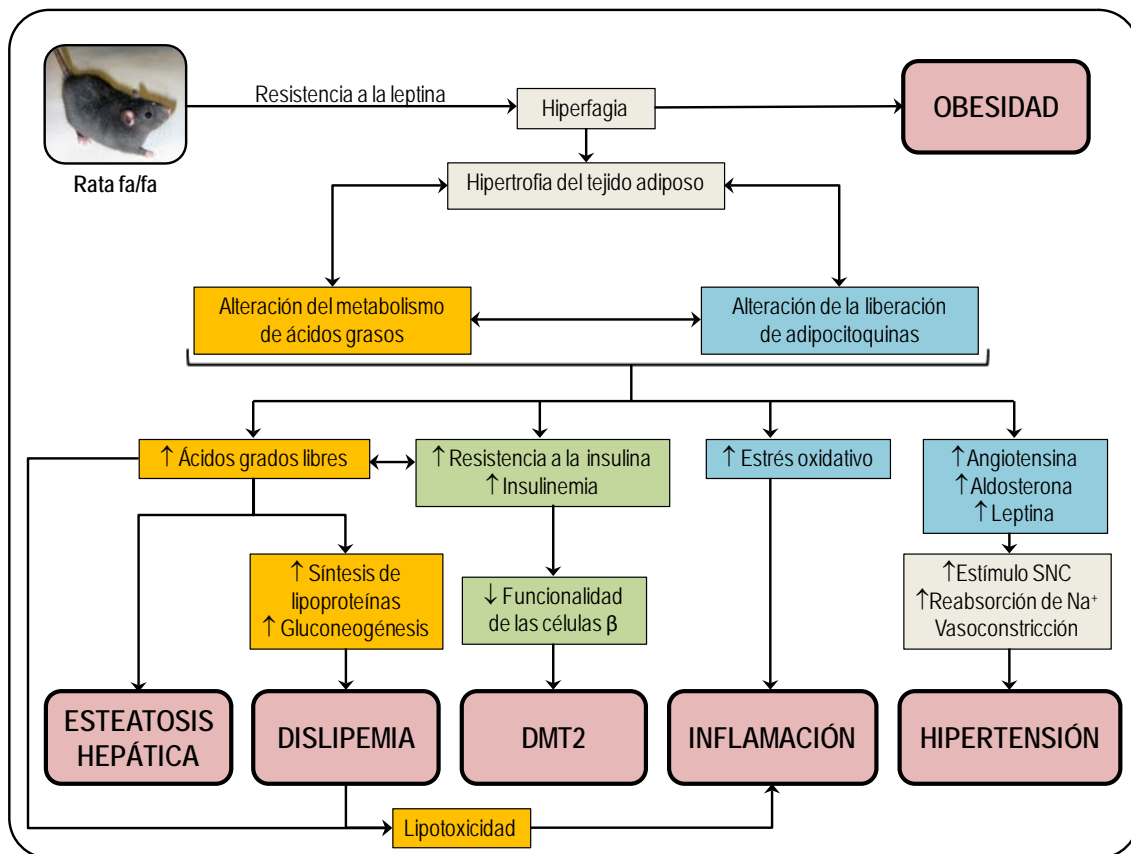 Resistencia a la leptina
Hiperfagia
OBESIDAD
Rata fa/fa
Hipertrofia del tejido adiposo
Alteración del metabolismo
de ácidos grasos
Alteración de la liberación
de adipocitoquinas
↑ Ácidos grados libres
↑ Resistencia a la insulina
↑ Insulinemia
↑ Estrés oxidativo
↑ Angiotensina
↑ Aldosterona
↑ Leptina
↑ Síntesis de
lipoproteínas
↑ Gluconeogénesis
↓ Funcionalidad
de las células β
↑ Estímulo SNC
↑ Reabsorción de Na⁺
Vasoconstricción
ESTEATOSIS
HEPÁTICA
DISLIPEMIA
DMT2
INFLAMACIÓN
HIPERTENSIÓN
Lipotoxicidad